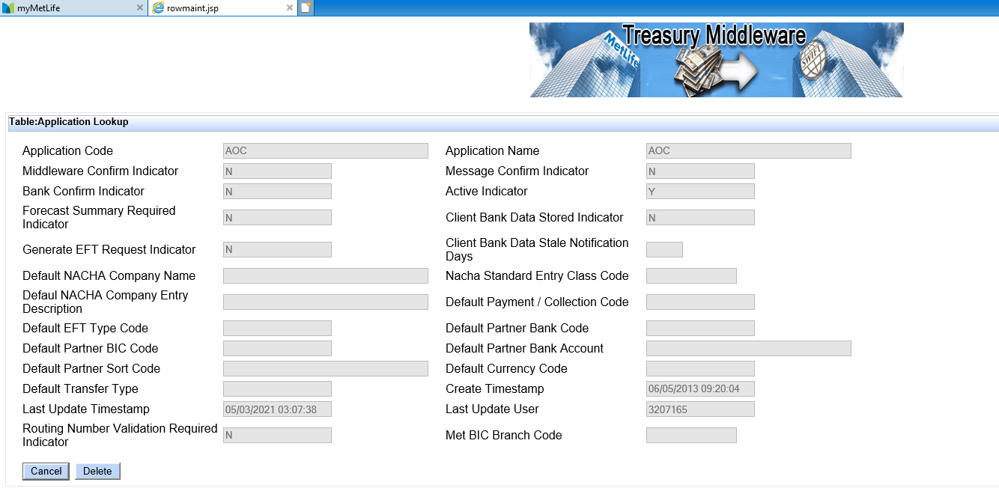 myMetLife
rowmaint.jsp
Treasury Middleware
MetLife
SWIFT
Table:Application Lookup
Application Code AOC Application Name AOC
Middleware Confirm Indicator N Message Confirm Indicator N
Bank Confirm Indicator N Active Indicator Y
Forecast Summary Required
Indicator N Client Bank Data Stored Indicator N
Generate EFT Request Indicator N Client Bank Data Stale Notification
Days
Default NACHA Company Name Nacha Standard Entry Class Code
Defaul NACHA Company Entry
Description Default Payment / Collection Code
Default EFT Type Code Default Partner Bank Code
Default Partner BIC Code Default Partner Bank Account
Default Partner Sort Code Default Currency Code
Default Transfer Type Create Timestamp 06/05/2013 09:20:04
Last Update Timestamp 05/03/2021 03:07:38 Last Update User 3207165
Routing Number Validation Required
Indicator N Met BIC Branch Code
Cancel Delete